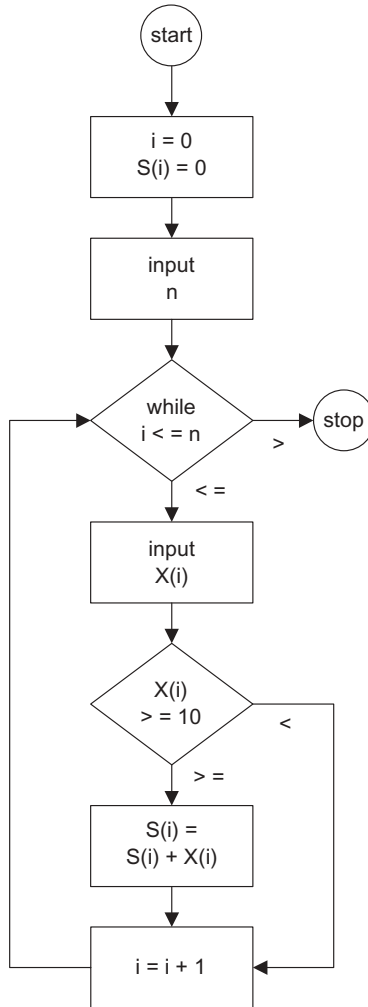 start
i = 0
S(i) = 0
input
n
while
i < = n
>
stop
< =
input
X(i)
X(i)
> = 10
<
> =
S(i) =
S(i) + X(i)
i = i + 1